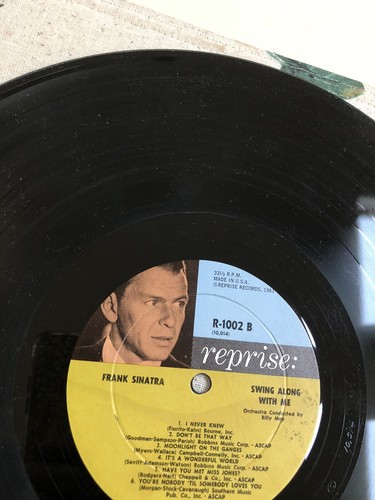 33⅓ R.P.M.
MADE IN U.S.A.
© REPRISE RECORDS, 1961
R-1002 B
(10,014)
reprise:
FRANK SINATRA
SWING ALONG
WITH ME
Orchestra Conducted by
Billy May
1. I NEVER KNEW
(Fiorito-Kahn) Bourne, Inc.
2. DON'T BE THAT WAY
(Goodman-Sampson-Parish) Robbins Music Corp. - ASCAP
3. MOONLIGHT ON THE GANGES
(Myers-Wallace) Campbell-Connelly, Inc. - ASCAP
4. IT'S A WONDERFUL WORLD
(Savitt-Adamson-Watson) Robbins Music Corp. - ASCAP
5. HAVE YOU MET MISS JONES?
(Rodgers-Hart) Chappell & Co., Inc. - ASCAP
6. YOU'RE NOBODY 'TIL SOMEBODY LOVES YOU
(Morgan-Stock-Cavanaugh) Southern Music
Pub. Co., Inc. - ASCAP
10,014